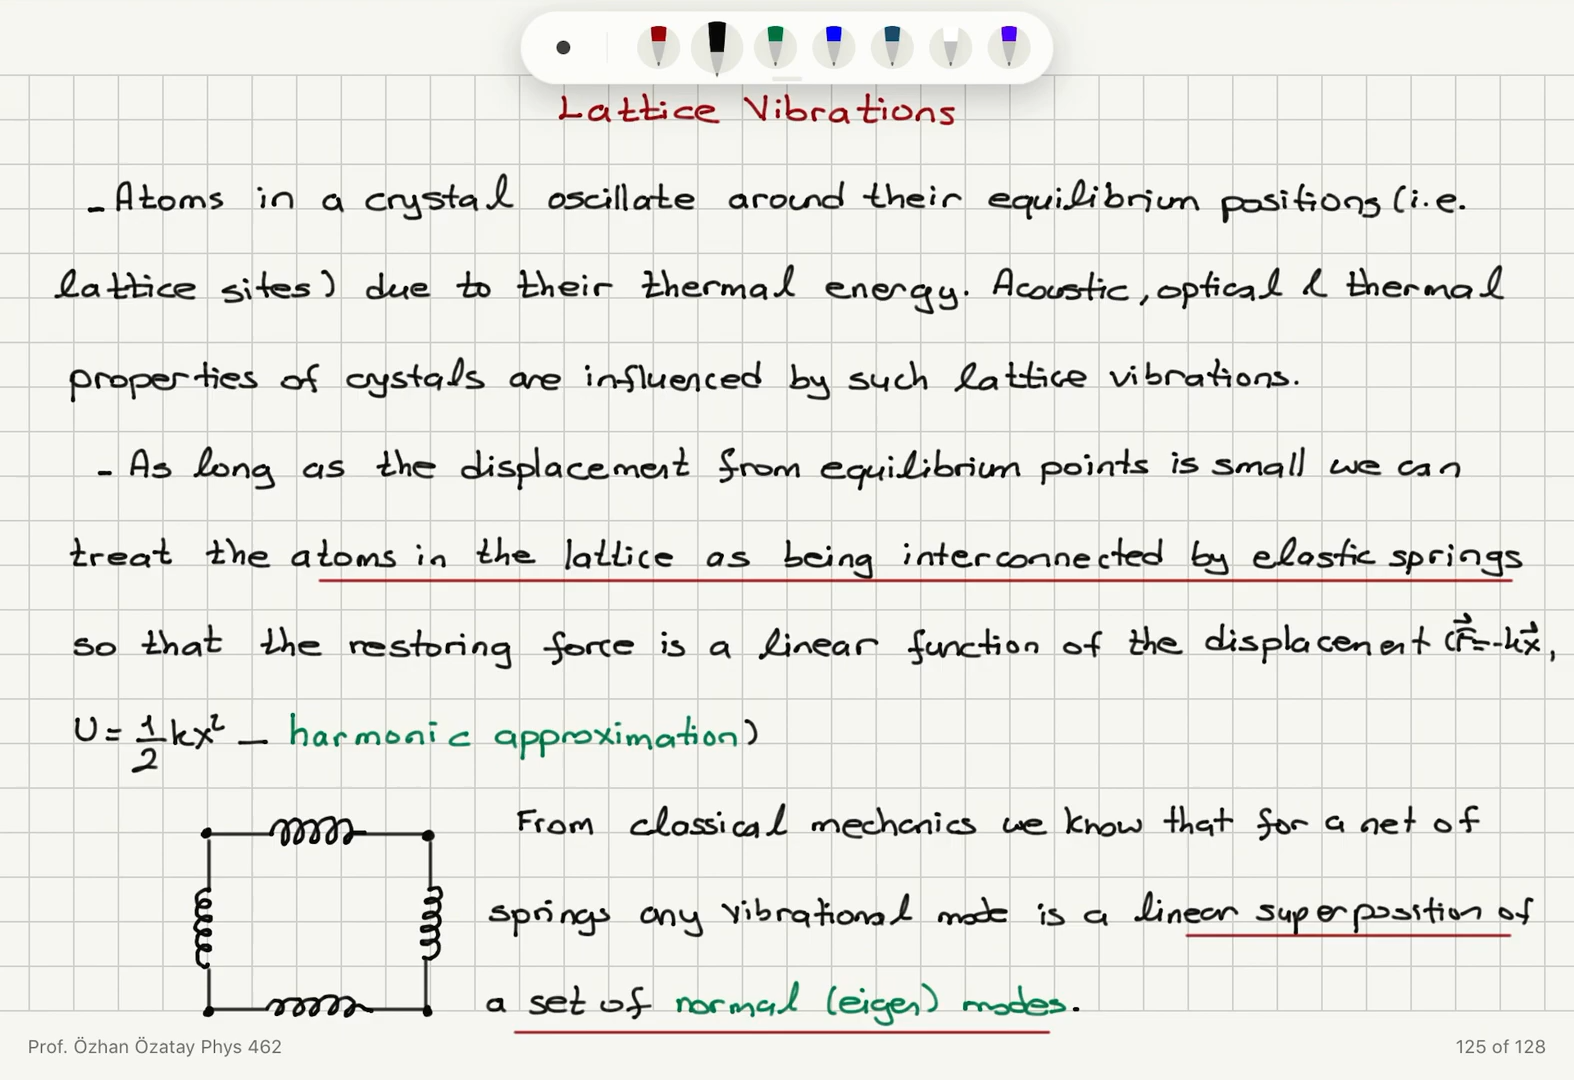 Lattice Vibrations
- Atoms in a crystal oscillate around their equilibrium positions (i.e.
lattice sites) due to their thermal energy. Acoustic, optical & thermal
properties of cystals are influenced by such lattice vibrations.
- As long as the displacement from equilibrium points is small we can
treat the atoms in the lattice as being interconnected by elastic springs
so that the restoring force is a linear function of the displacement (F⃗=-kx⃗,
U = 1/2 kx² — harmonic approximation)
From classical mechanics we know that for a net of
springs any vibrational mode is a linear superposition of
a set of normal (eigen) modes.
Prof. Özhan Özatay Phys 462
125 of 128